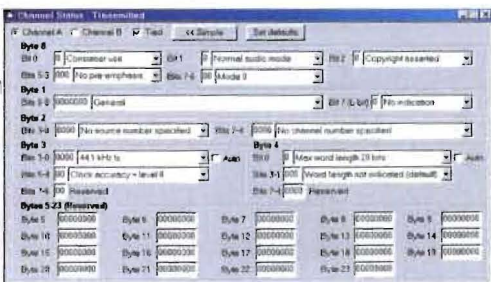 Channel Status - Transmitted
Channel A Channel B Tied << Simple Set defaults
Byte 0
Bit 0 0 Consumer use Bit 1 0 Normal audio mode Bit 2 0 Copyright asserted
Bits 5-3 000 No pre-emphasis Bits 7-6 00 Mode 0
Byte 1
0000000 General Bit 7 (L bit) 0 No indication
Byte 2
0000 No source number specified 0000 No channel number specified
Byte 3 Byte 4
Bits 3-0 0000 44.1 kHz fs Auto Bit 0 0 Max word length 20 bits Auto
Bits 5-4 00 Clock accuracy = level II Bits 3-1 000 Word length not indicated (default)
Bits 7-6 00 Reserved Bits 7-4 0000 Reserved
Bytes 5-23 (Reserved)
Byte 5 00000000 Byte 6 00000000 Byte 7 00000000 Byte 8 00000000 Byte 9 00000000
Byte 10 00000000 Byte 11 00000000 Byte 12 00000000 Byte 13 00000000 Byte 14 00000000
Byte 15 00000000 Byte 16 00000000 Byte 17 00000000 Byte 18 00000000 Byte 19 00000000
Byte 20 00000000 Byte 21 00000000 Byte 22 00000000 Byte 23 00000000